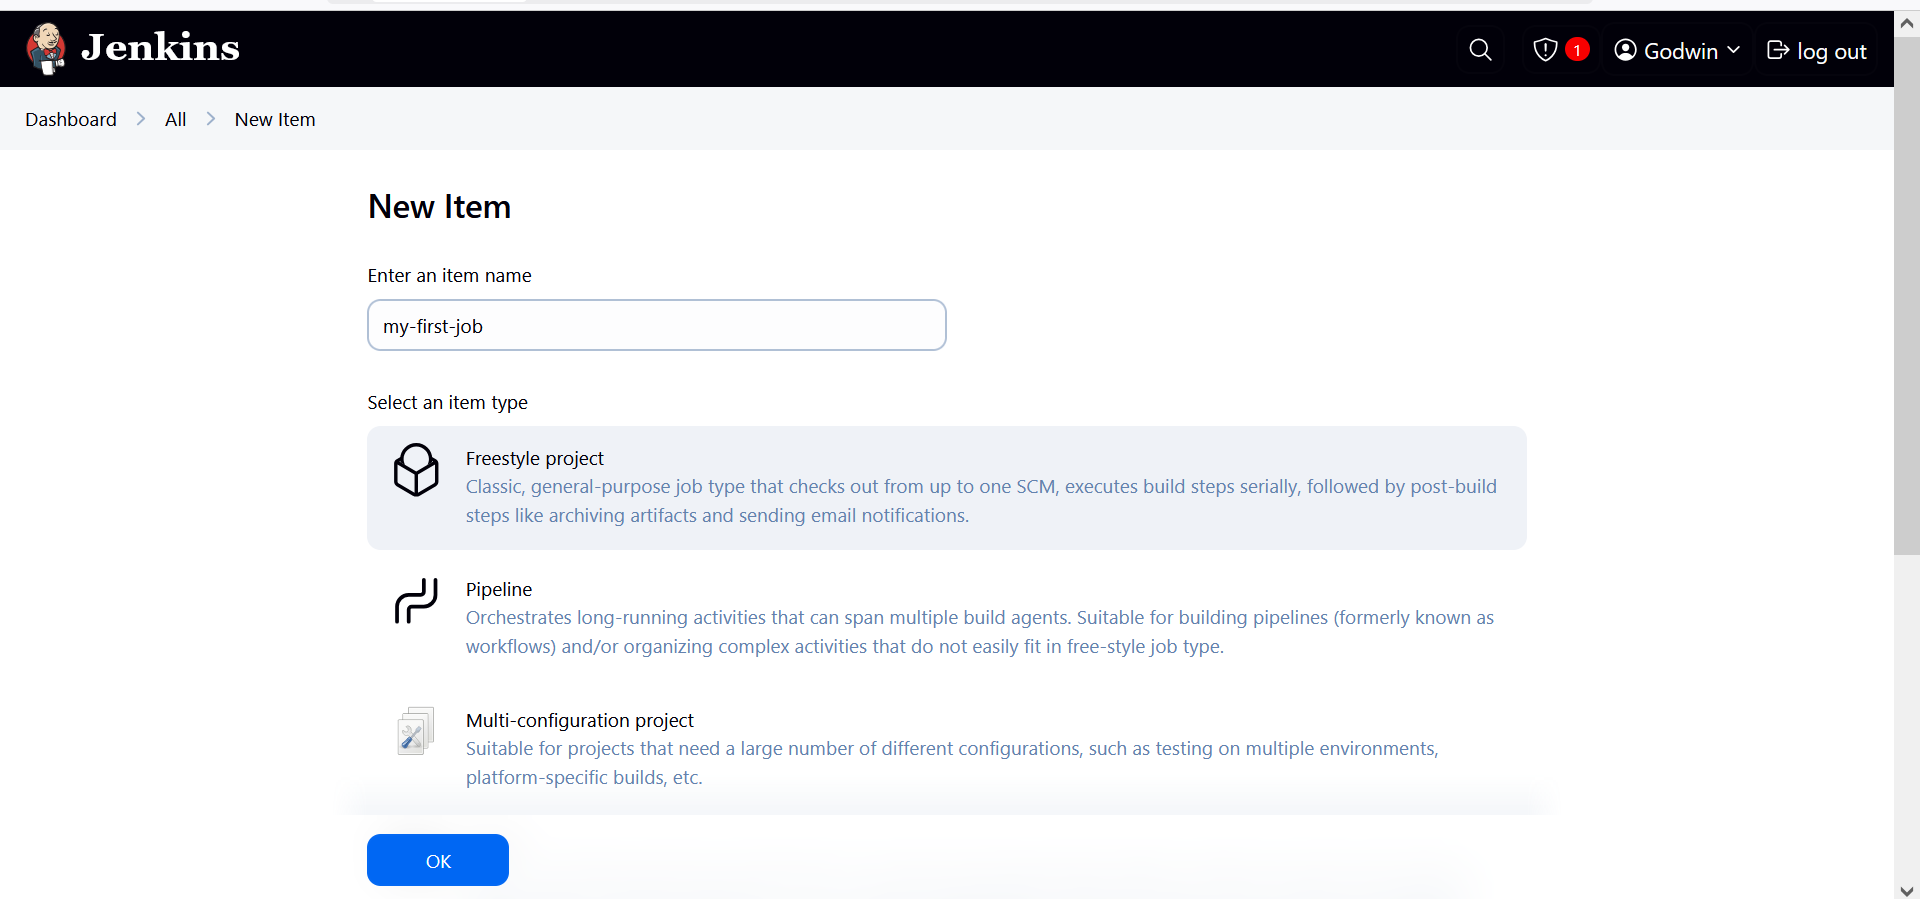 Jenkins
1
Godwin
log out
Dashboard
All
New Item
New Item
Enter an item name
my-first-job
Select an item type
Freestyle project
Classic, general-purpose job type that checks out from up to one SCM, executes build steps serially, followed by post-build
steps like archiving artifacts and sending email notifications.
Pipeline
Orchestrates long-running activities that can span multiple build agents. Suitable for building pipelines (formerly known as
workflows) and/or organizing complex activities that do not easily fit in free-style job type.
Multi-configuration project
Suitable for projects that need a large number of different configurations, such as testing on multiple environments,
platform-specific builds, etc.
OK